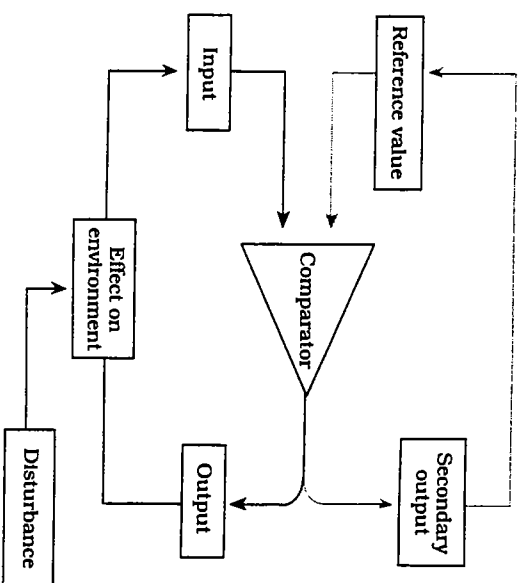 Reference value
Secondary
output
Comparator
Input
Output
Effect on
environment
Disturbance